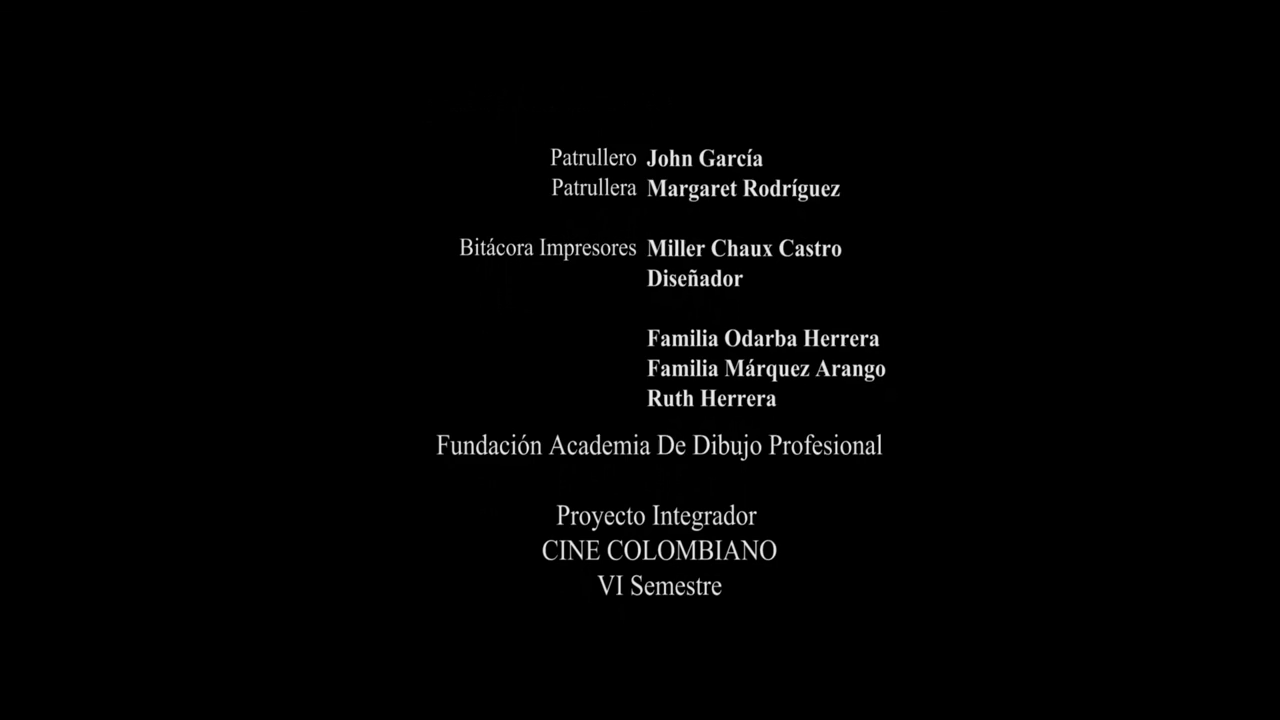 Patrullero John García
Patrullera Margaret Rodríguez
Bitácora Impresores Miller Chaux Castro
Diseñador
Familia Odarba Herrera
Familia Márquez Arango
Ruth Herrera
Fundación Academia De Dibujo Profesional
Proyecto Integrador
CINE COLOMBIANO
VI Semestre